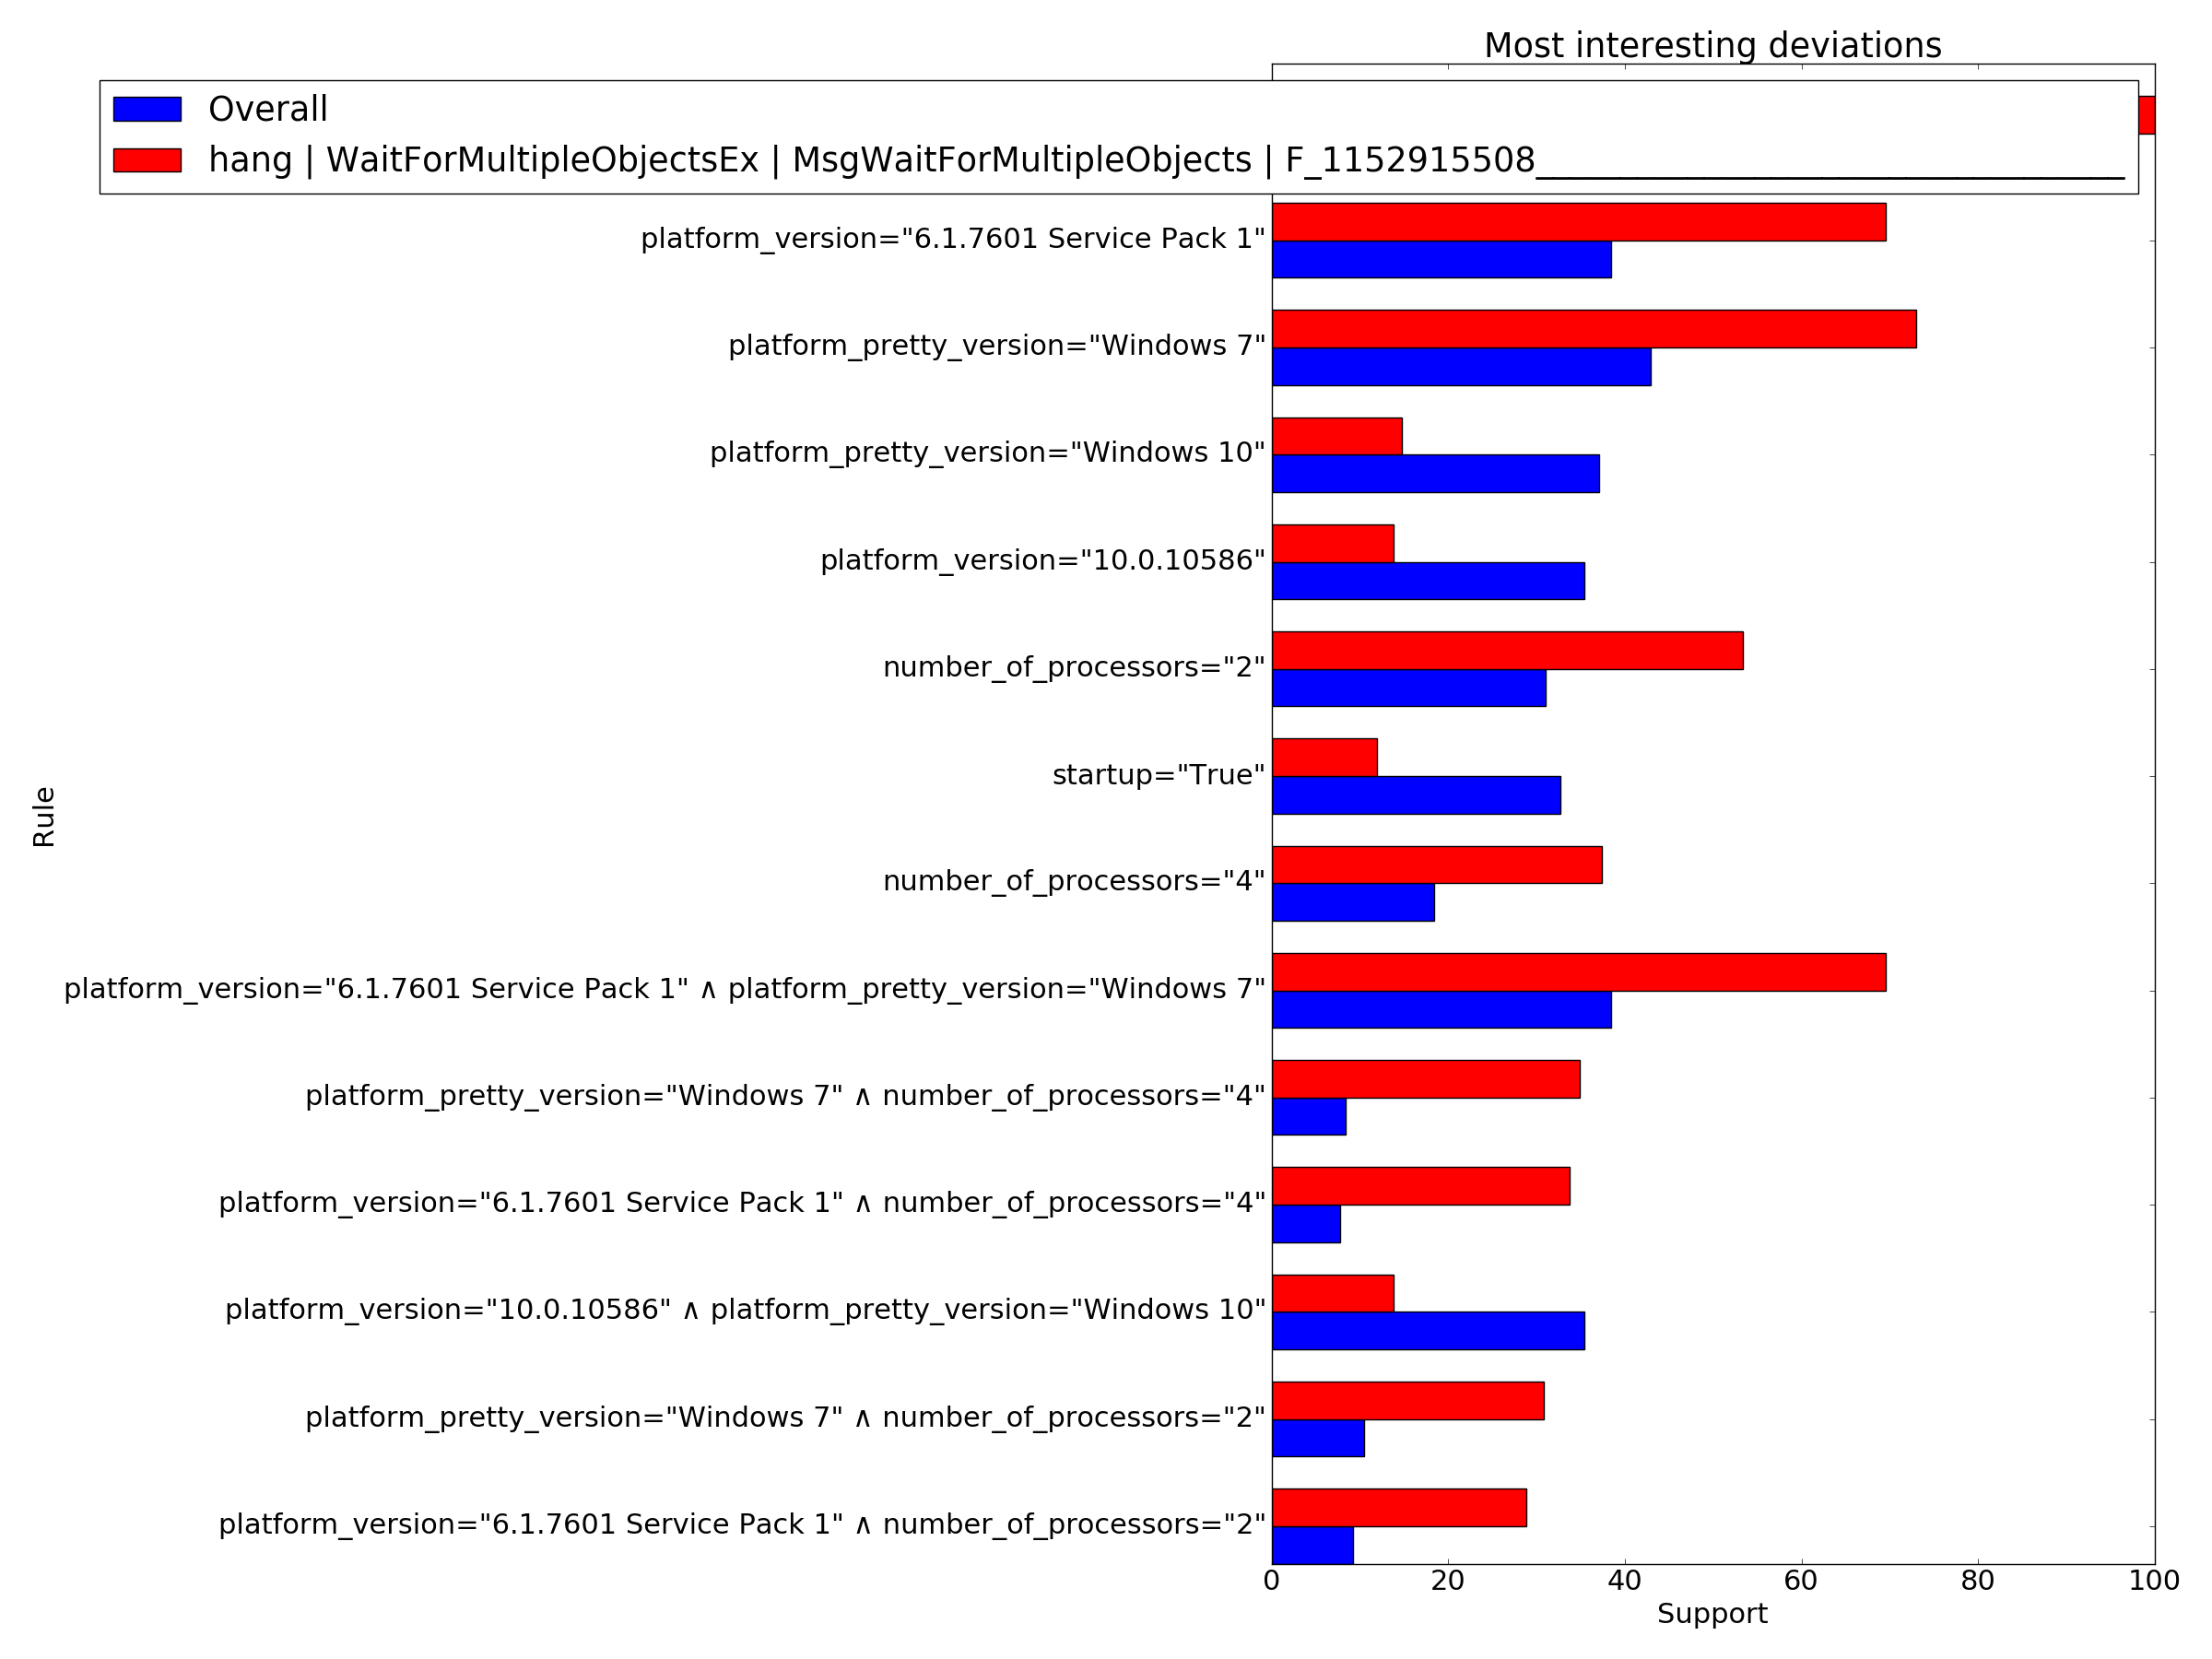 Most interesting deviations
Overall
hang | WaitForMultipleObjectsEx | MsgWaitForMultipleObjects | F_1152915508___________________________________
platform_version="6.1.7601 Service Pack 1"
platform_pretty_version="Windows 7"
platform_pretty_version="Windows 10"
platform_version="10.0.10586"
number_of_processors="2"
startup="True"
number_of_processors="4"
platform_version="6.1.7601 Service Pack 1" ∧ platform_pretty_version="Windows 7"
platform_pretty_version="Windows 7" ∧ number_of_processors="4"
platform_version="6.1.7601 Service Pack 1" ∧ number_of_processors="4"
platform_version="10.0.10586" ∧ platform_pretty_version="Windows 10"
platform_pretty_version="Windows 7" ∧ number_of_processors="2"
platform_version="6.1.7601 Service Pack 1" ∧ number_of_processors="2"
Rule
0 20 40 60 80 100
Support